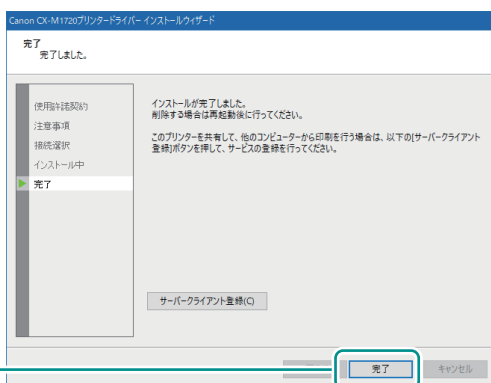 Canon CX-M1720プリンタードライバー インストールウィザード
完了
完了しました。
使用許諾契約
注意事項
接続選択
インストール中
完了
インストールが完了しました。
削除する場合は再起動後に行ってください。
このプリンターを共有して、他のコンピューターから印刷を行う場合は、以下の[サーバークライアント
登録]ボタンを押して、サービスの登録を行ってください。
サーバークライアント登録(C)
完了
キャンセル